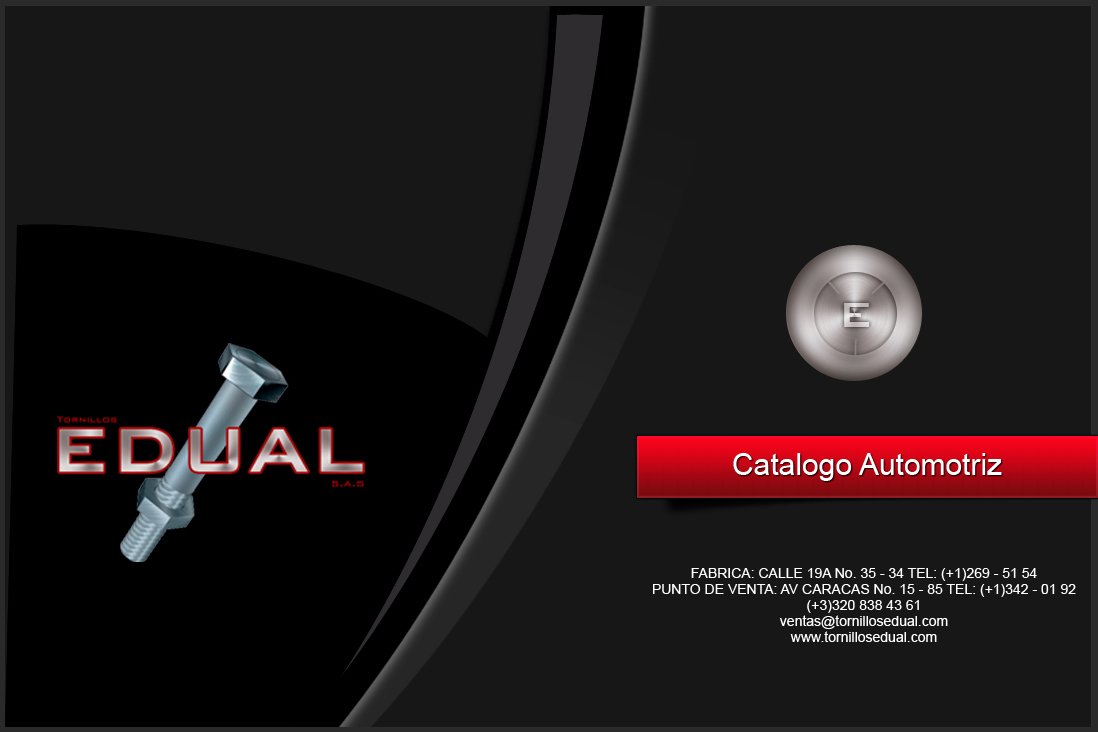 TORNILLOS
EDUAL
S.A.S
E
Catalogo Automotriz
FABRICA: CALLE 19A No. 35 - 34 TEL: (+1)269 - 51 54
PUNTO DE VENTA: AV CARACAS No. 15 - 85 TEL: (+1)342 - 01 92
(+3)320 838 43 61
ventas@tornillosedual.com
www.tornillosedual.com